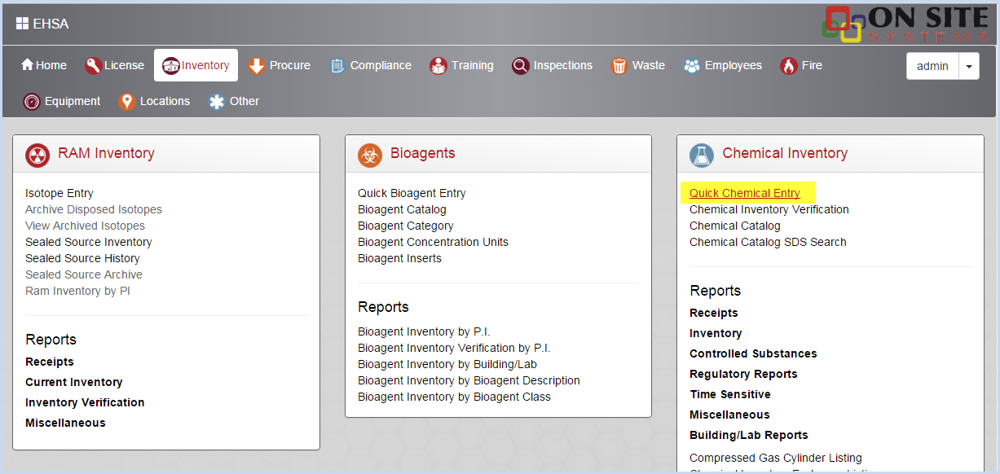 EHSA
ON SITE
SYSTEMS
Home License Inventory Procure Compliance Training Inspections Waste Employees Fire admin
Equipment Locations Other
RAM Inventory
Isotope Entry
Archive Disposed Isotopes
View Archived Isotopes
Sealed Source Inventory
Sealed Source History
Sealed Source Archive
Ram Inventory by PI
Reports
Receipts
Current Inventory
Inventory Verification
Miscellaneous
Bioagents
Quick Bioagent Entry
Bioagent Catalog
Bioagent Category
Bioagent Concentration Units
Bioagent Inserts
Reports
Bioagent Inventory by P.I.
Bioagent Inventory Verification by P.I.
Bioagent Inventory by Building/Lab
Bioagent Inventory by Bioagent Description
Bioagent Inventory by Bioagent Class
Chemical Inventory
Quick Chemical Entry
Chemical Inventory Verification
Chemical Catalog
Chemical Catalog SDS Search
Reports
Receipts
Inventory
Controlled Substances
Regulatory Reports
Time Sensitive
Miscellaneous
Building/Lab Reports
Compressed Gas Cylinder Listing